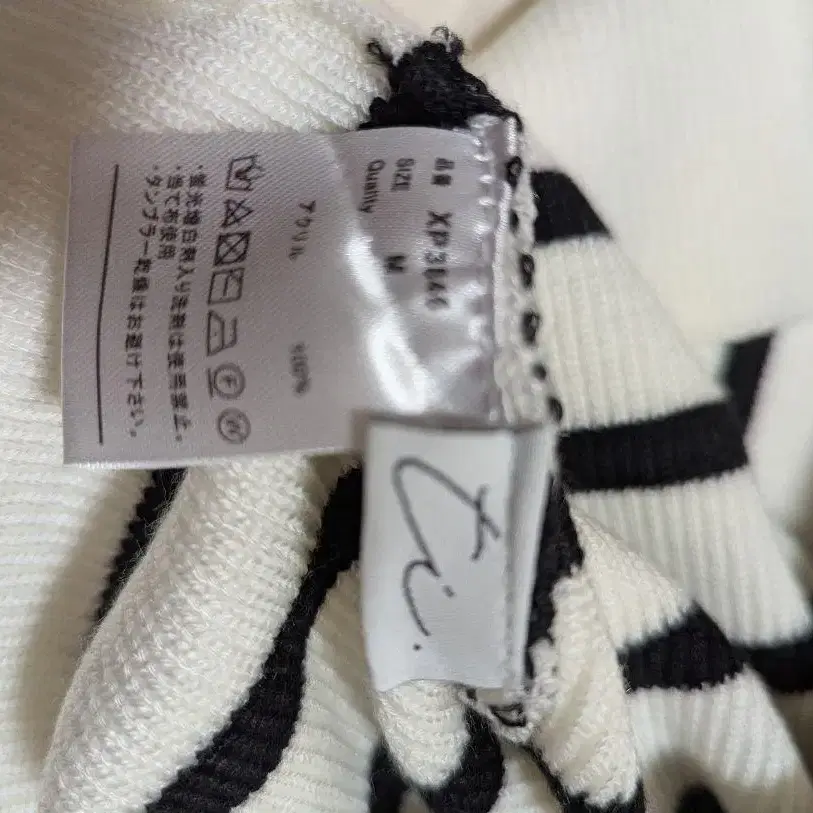 品番 XP3846
SIZE M
Quality
アクリル 100%
・蛍光増白剤入り洗剤は使用禁止。
・当て布使用
・タンブラー乾燥はお避け下さい。
ti.